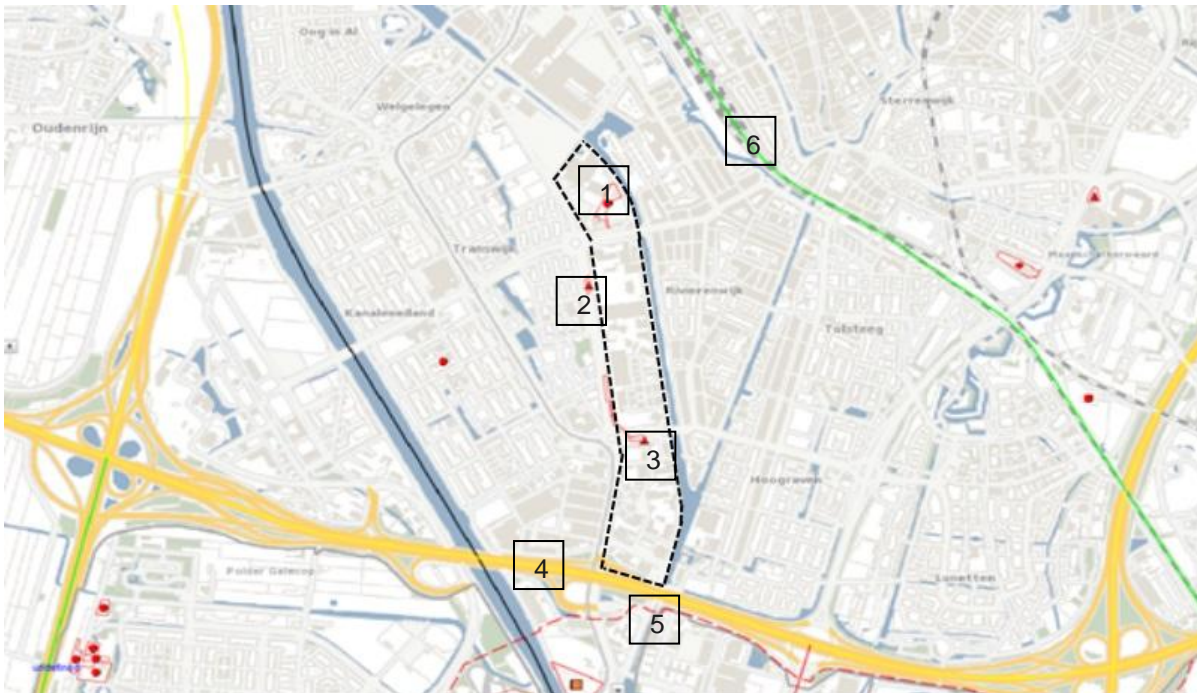 Oog in Al
Welgelegen
Sterrenwijk
Oudenrijn
6
1
Transwijk
2
Rivierenwijk
Kanaleneiland
Tolsteeg
3
Hoograven
4
Polder Galecop
Lunetten
5